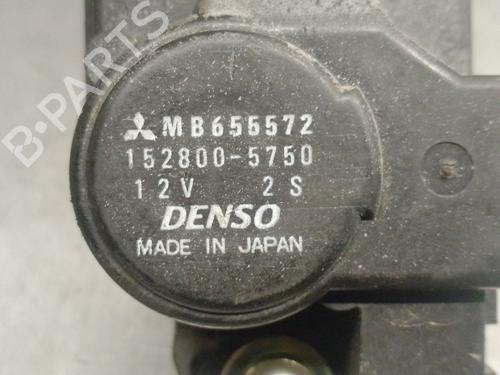 MB655572
152800-5750
12V 2S
DENSO
MADE IN JAPAN
B-PARTS